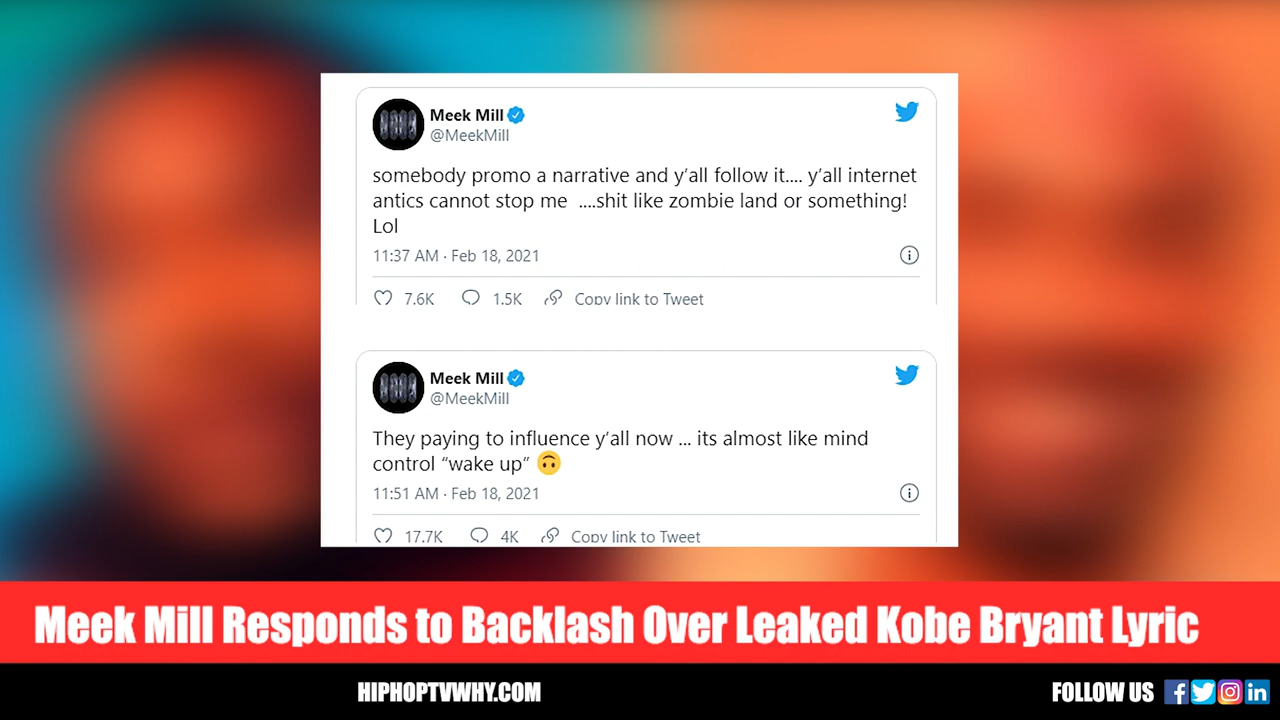 Meek Mill
@MeekMill
somebody promo a narrative and y’all follow it.... y’all internet
antics cannot stop me ....shit like zombie land or something!
Lol
11:37 AM · Feb 18, 2021
7.6K 1.5K Copy link to Tweet
Meek Mill
@MeekMill
They paying to influence y’all now ... its almost like mind
control “wake up” 🙃
11:51 AM · Feb 18, 2021
17.7K 4K Copy link to Tweet
Meek Mill Responds to Backlash Over Leaked Kobe Bryant Lyric
HIPHOPTVWHY.COM
FOLLOW US